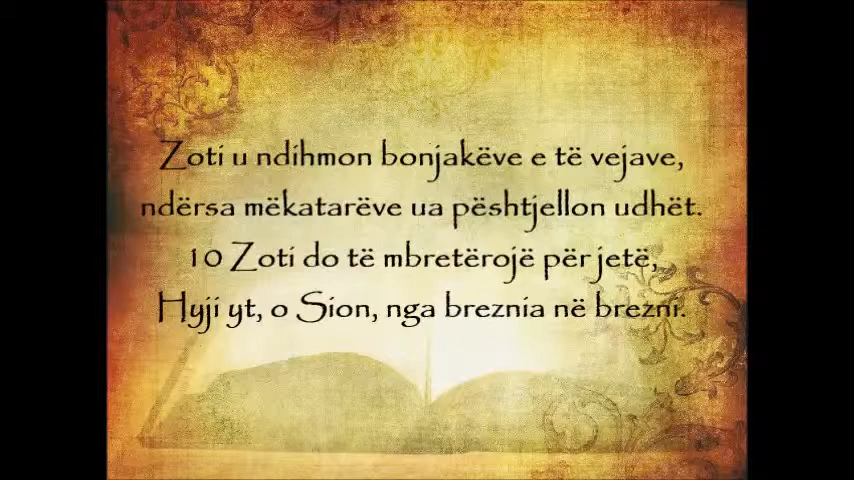 Zoti u ndihmon bonjakëve e të vejave,
ndërsa mëkatarëve ua pështjellon udhët.
10 Zoti do të mbretërojë për jetë,
Hyji yt, o Sion, nga breznia në brezni.